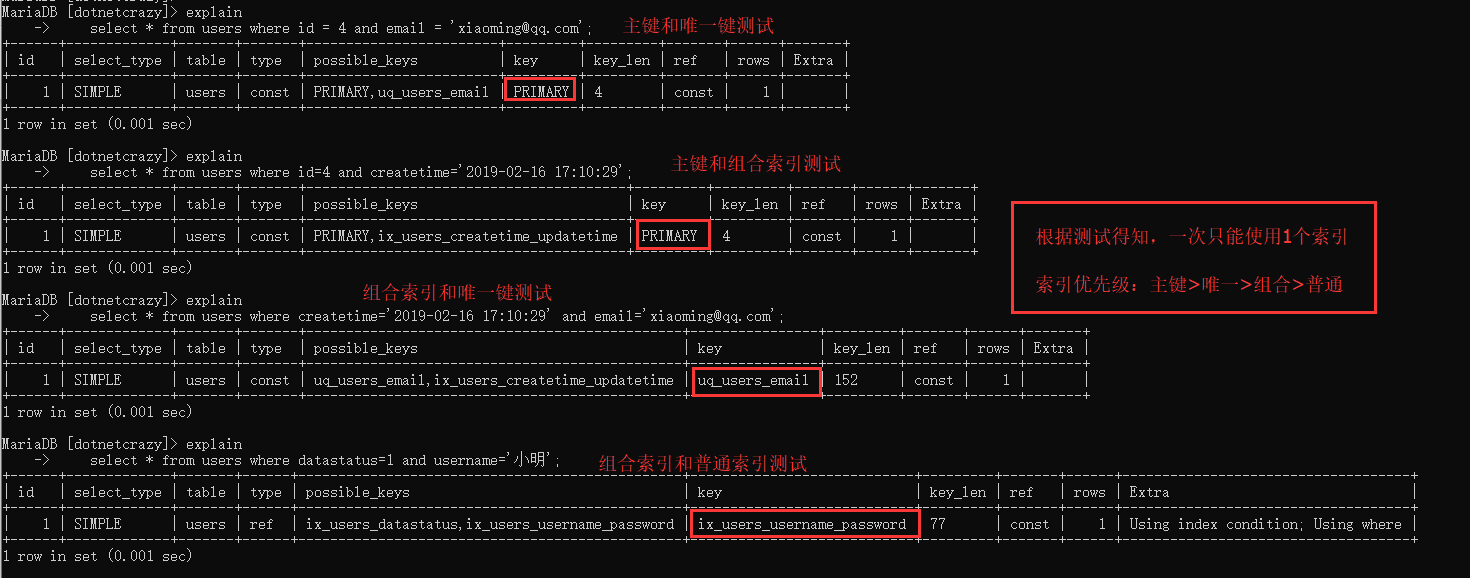 MariaDB [dotnetcrazy]> explain
-> select * from users where id = 4 and email = 'xiaoming@qq.com';
主键和唯一键测试
| id | select_type | table | type | possible_keys | key | key_len | ref | rows | Extra |
| 1 | SIMPLE | users | const | PRIMARY,uq_users_email | PRIMARY | 4 | const | 1 | |
1 row in set (0.001 sec)
MariaDB [dotnetcrazy]> explain
-> select * from users where id=4 and createtime='2019-02-16 17:10:29';
主键和组合索引测试
| id | select_type | table | type | possible_keys | key | key_len | ref | rows | Extra |
| 1 | SIMPLE | users | const | PRIMARY,ix_users_createtime_updatetime | PRIMARY | 4 | const | 1 | |
1 row in set (0.001 sec)
根据测试得知，一次只能使用1个索引
索引优先级：主键>唯一>组合>普通
MariaDB [dotnetcrazy]> explain
组合索引和唯一键测试
-> select * from users where createtime='2019-02-16 17:10:29' and email='xiaoming@qq.com';
| id | select_type | table | type | possible_keys | key | key_len | ref | rows | Extra |
| 1 | SIMPLE | users | const | uq_users_email,ix_users_createtime_updatetime | uq_users_email | 152 | const | 1 | |
1 row in set (0.001 sec)
MariaDB [dotnetcrazy]> explain
-> select * from users where datastatus=1 and username='小明';
组合索引和普通索引测试
| id | select_type | table | type | possible_keys | key | key_len | ref | rows | Extra |
| 1 | SIMPLE | users | ref | ix_users_datastatus,ix_users_username_password | ix_users_username_password | 77 | const | 1 | Using index condition; Using where |
1 row in set (0.001 sec)